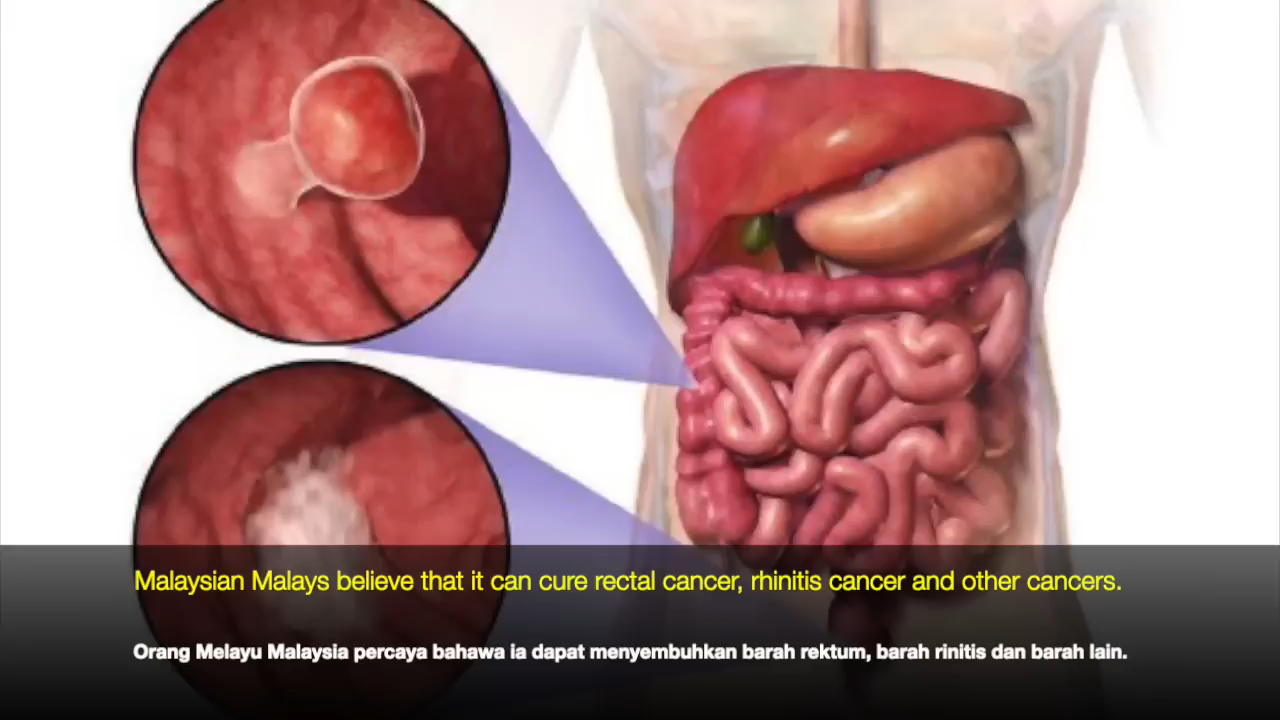 Malaysian Malays believe that it can cure rectal cancer, rhinitis cancer and other cancers.
Orang Melayu Malaysia percaya bahawa ia dapat menyembuhkan barah rektum, barah rinitis dan barah lain.